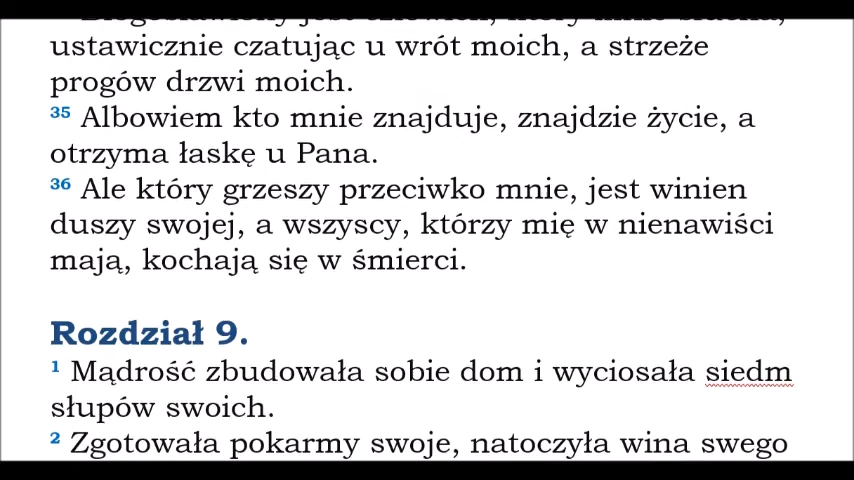 ustawicznie czatując u wrót moich, a strzeże
progów drzwi moich.
35 Albowiem kto mnie znajduje, znajdzie życie, a
otrzyma łaskę u Pana.
36 Ale który grzeszy przeciwko mnie, jest winien
duszy swojej, a wszyscy, którzy mię w nienawiści
mają, kochają się w śmierci.
Rozdział 9.
1 Mądrość zbudowała sobie dom i wyciosała siedm
słupów swoich.
2 Zgotowała pokarmy swoje, natoczyła wina swego